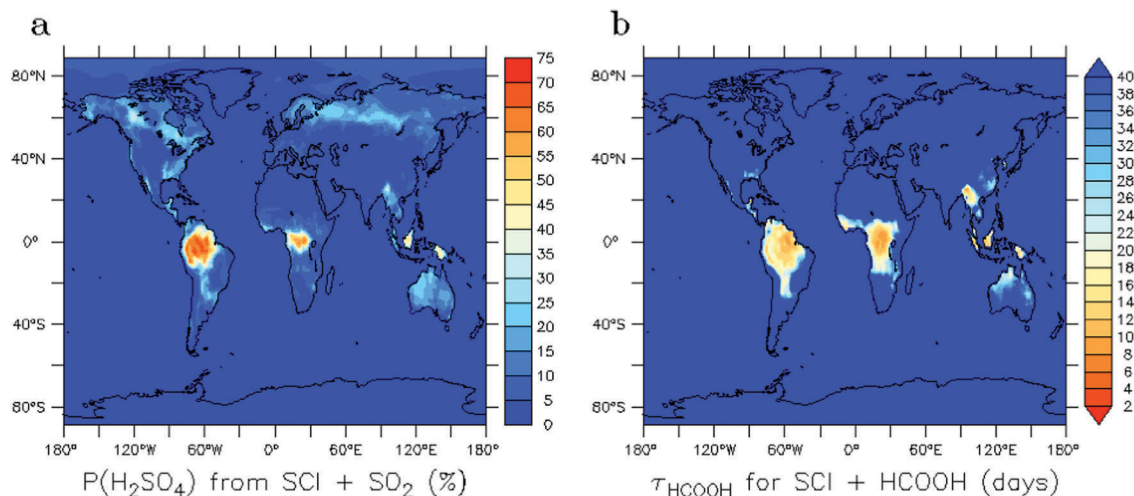 a
b
80°N
40°N
0°
40°S
80°S
180°W 120°W 60°W 0° 60°E 120°E 180°E
75
70
65
60
55
50
45
40
35
30
25
20
15
10
5
0
P(H₂SO₄) from SCI + SO₂ (%)
80°N
40°N
0°
40°S
80°S
180°W 120°W 60°W 0° 60°E 120°E 180°E
40
38
36
34
32
30
28
26
24
22
20
18
16
14
12
10
8
6
4
2
τHCOOH for SCI + HCOOH (days)